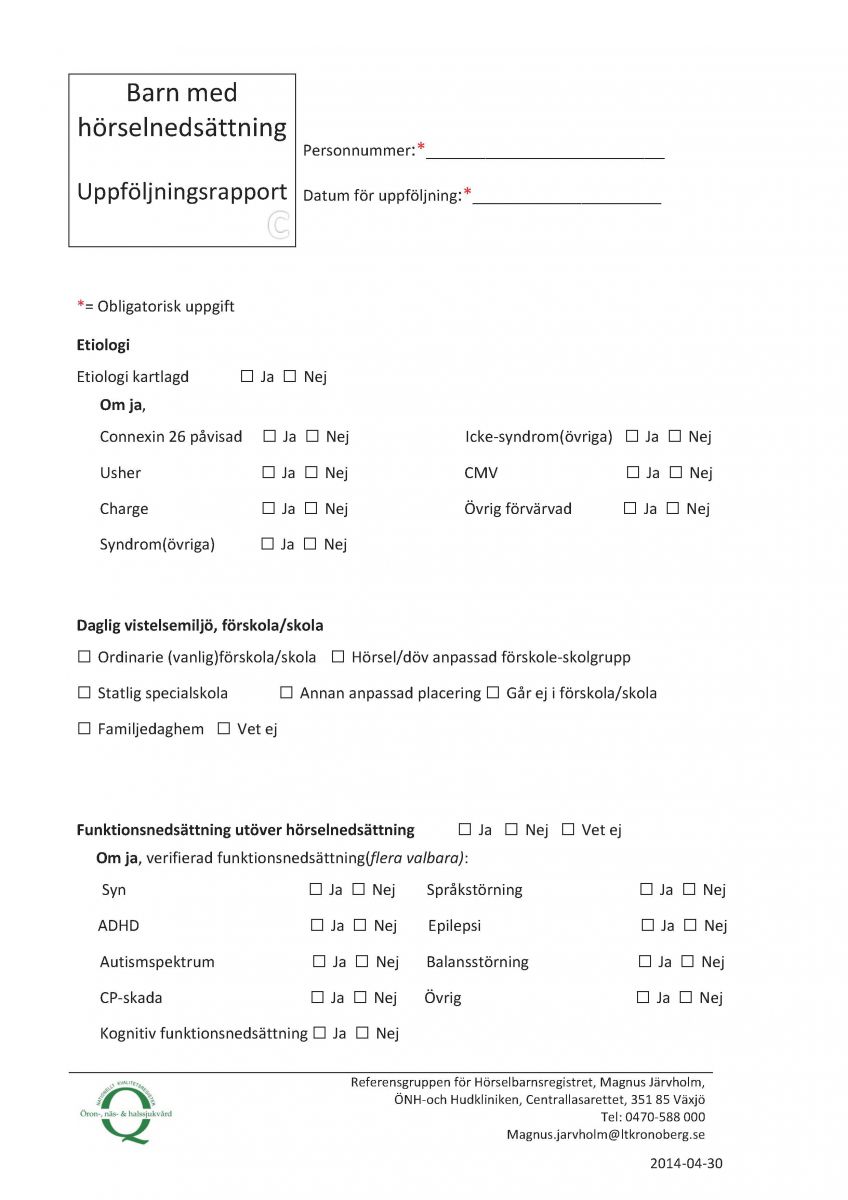 Barn med
hörselnedsättning
Uppföljningsrapport
C
Personnummer:*____________________________
Datum för uppföljning:*______________________
*= Obligatorisk uppgift
Etiologi
Etiologi kartlagd ☐ Ja ☐ Nej
Om ja,
Connexin 26 påvisad ☐ Ja ☐ Nej Icke-syndrom(övriga) ☐ Ja ☐ Nej
Usher ☐ Ja ☐ Nej CMV ☐ Ja ☐ Nej
Charge ☐ Ja ☐ Nej Övrig förvärvad ☐ Ja ☐ Nej
Syndrom(övriga) ☐ Ja ☐ Nej
Daglig vistelsemiljö, förskola/skola
☐ Ordinarie (vanlig)förskola/skola ☐ Hörsel/döv anpassad förskole-skolgrupp
☐ Statlig specialskola ☐ Annan anpassad placering ☐ Går ej i förskola/skola
☐ Familjedaghem ☐ Vet ej
Funktionsnedsättning utöver hörselnedsättning ☐ Ja ☐ Nej ☐ Vet ej
Om ja, verifierad funktionsnedsättning(flera valbara):
Syn ☐ Ja ☐ Nej Språkstörning ☐ Ja ☐ Nej
ADHD ☐ Ja ☐ Nej Epilepsi ☐ Ja ☐ Nej
Autismspektrum ☐ Ja ☐ Nej Balansstörning ☐ Ja ☐ Nej
CP-skada ☐ Ja ☐ Nej Övrig ☐ Ja ☐ Nej
Kognitiv funktionsnedsättning ☐ Ja ☐ Nej
NATIONELLT KVALITETSREGISTER
Öron-, näs- & halssjukvård
Referensgruppen för Hörselbarnsregistret, Magnus Järvholm,
ÖNH-och Hudkliniken, Centrallasarettet, 351 85 Växjö
Tel: 0470-588 000
Magnus.jarvholm@ltkronoberg.se
2014-04-30